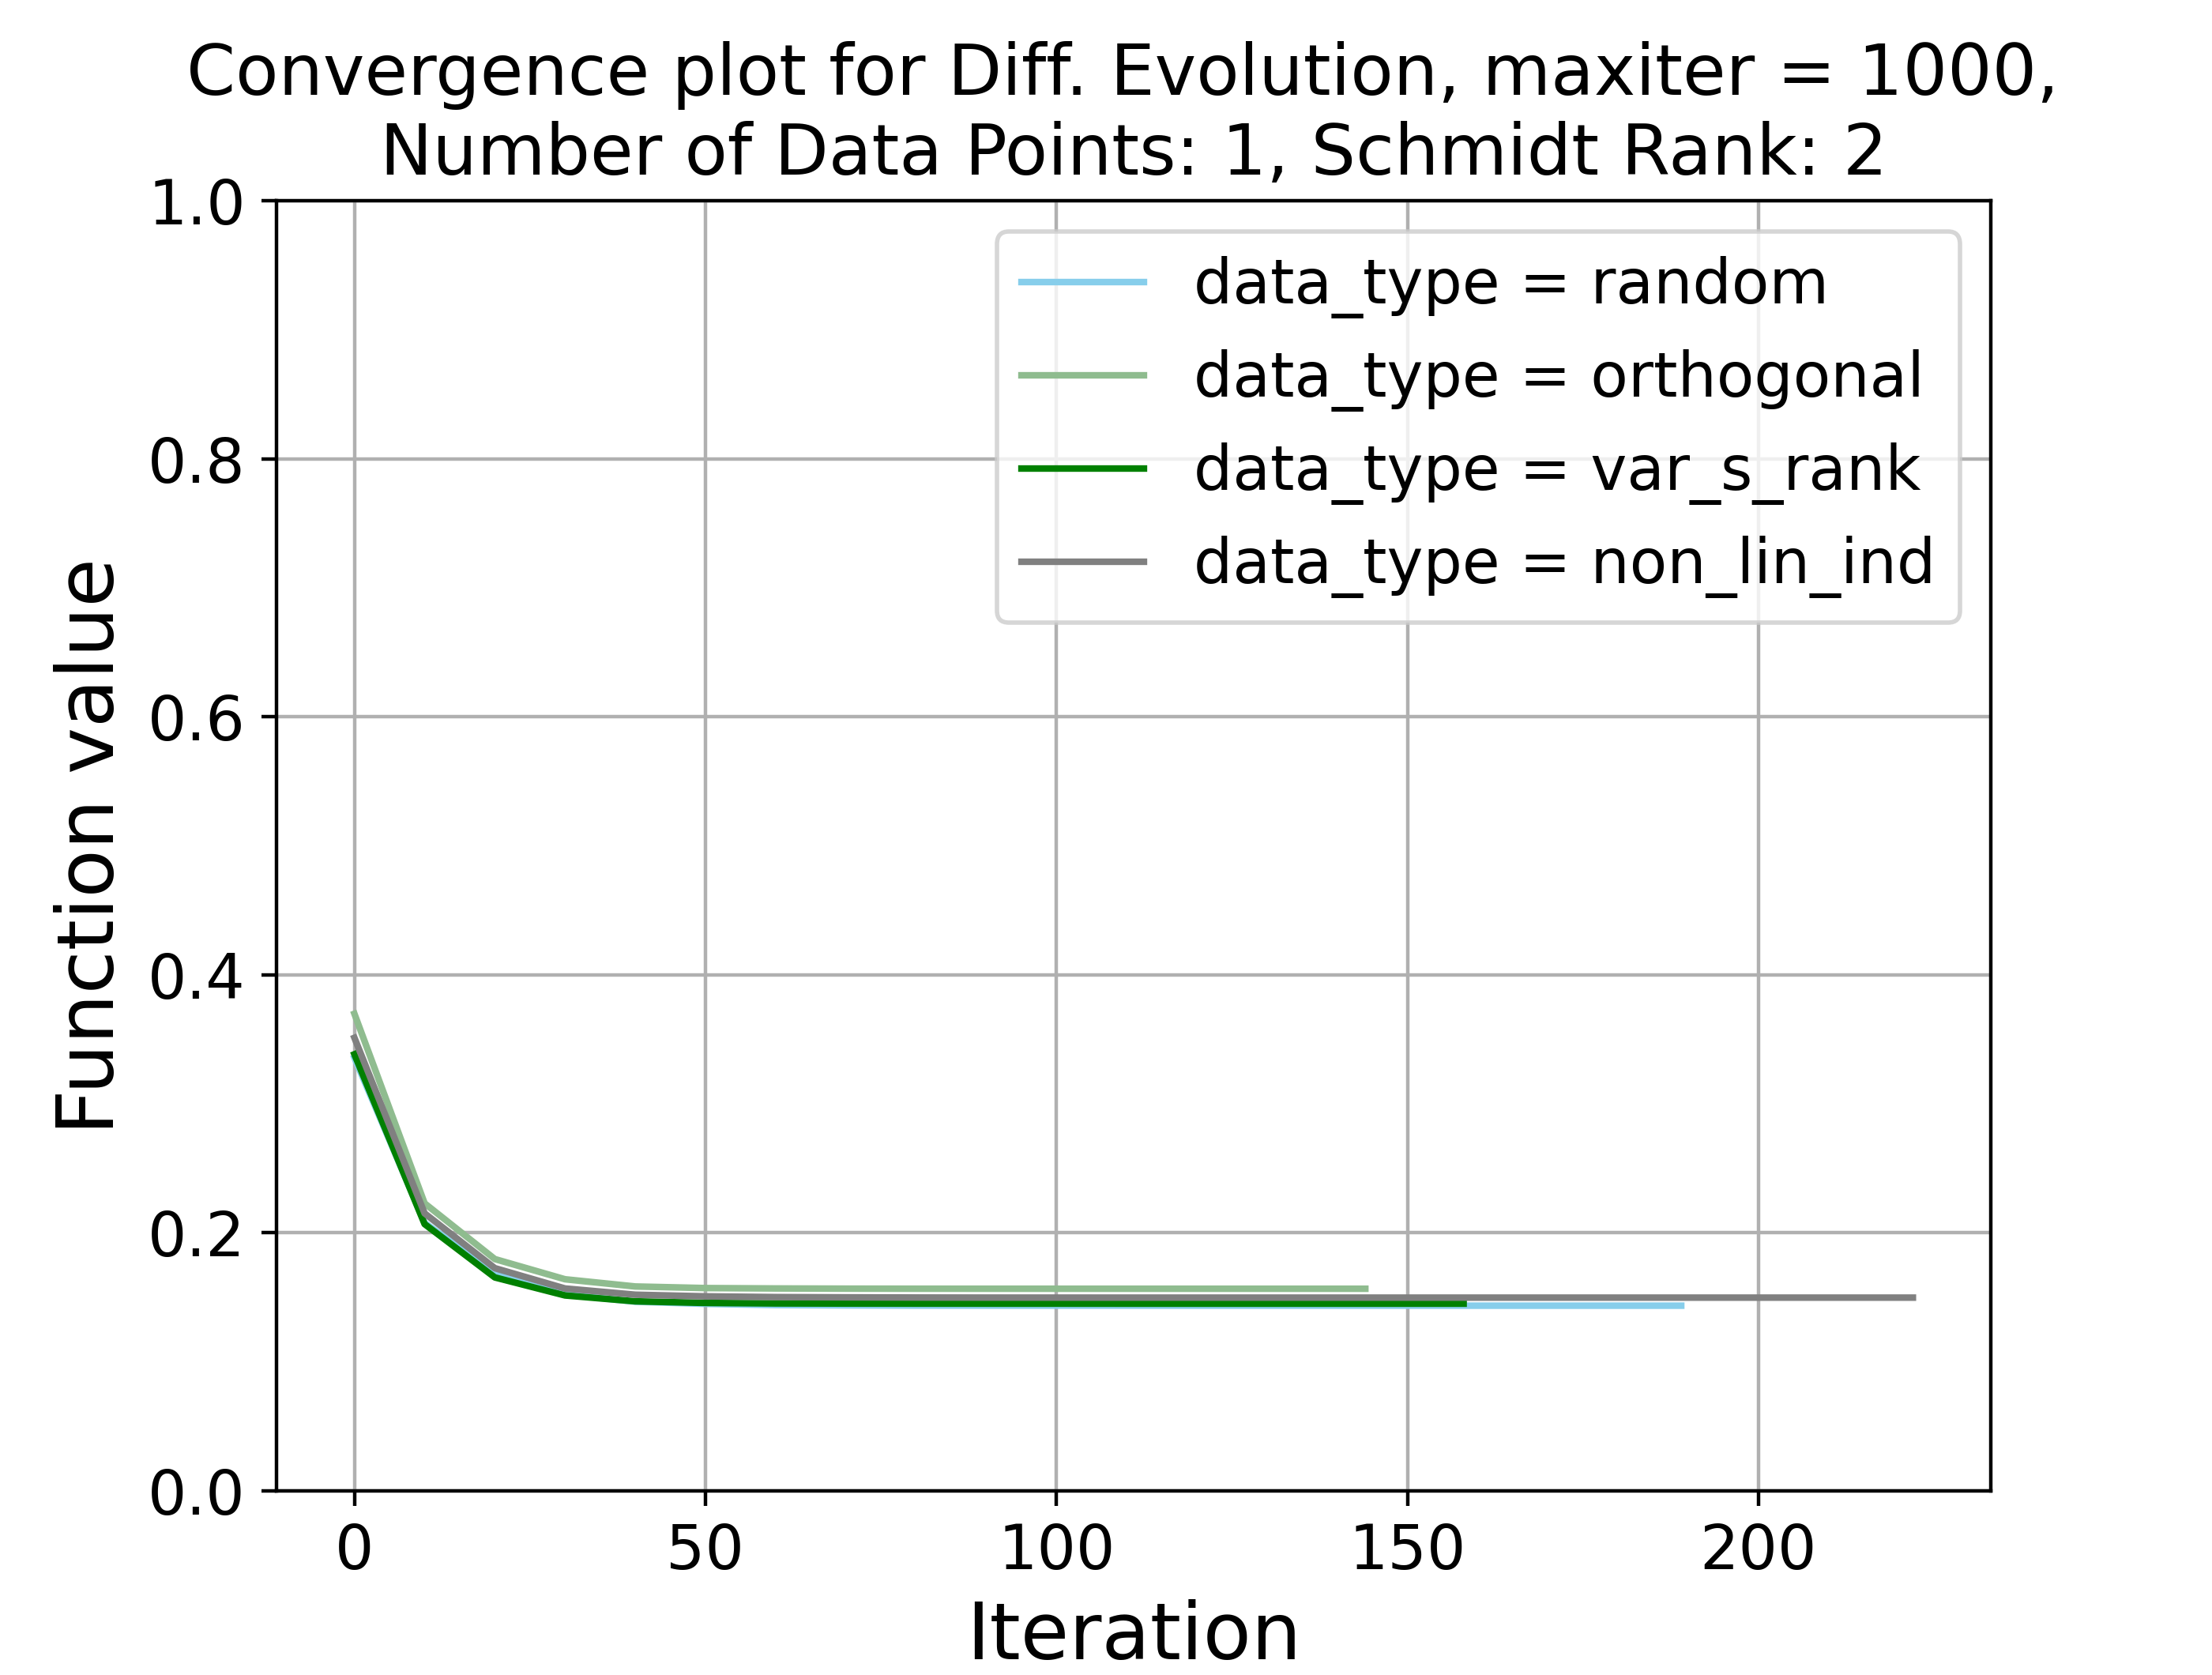 Convergence plot for Diff. Evolution, maxiter = 1000,
Number of Data Points: 1, Schmidt Rank: 2
1.0
0.8
0.6
0.4
0.2
0.0
Function value
data_type = random
data_type = orthogonal
data_type = var_s_rank
data_type = non_lin_ind
0 50 100 150 200
Iteration